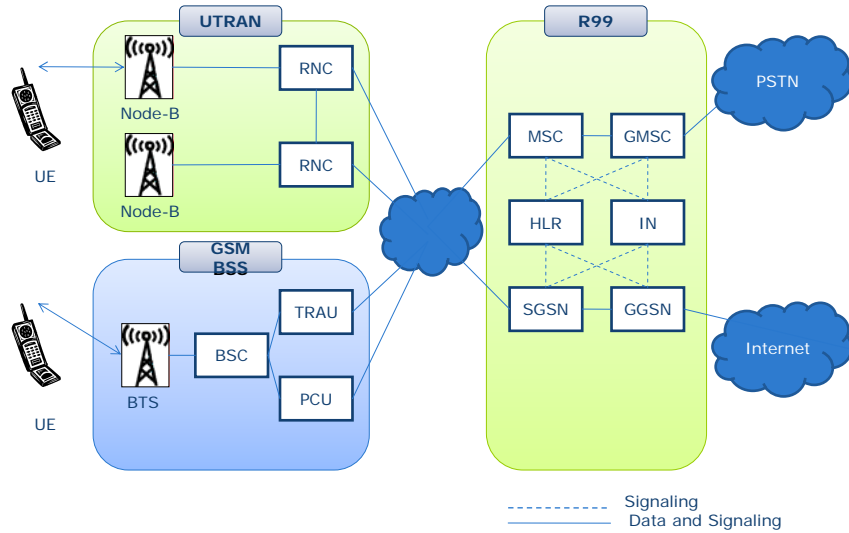 UTRAN
R99
RNC
PSTN
Node-B
MSC
GMSC
UE
RNC
Node-B
HLR
IN
GSM
BSS
TRAU
SGSN
GGSN
BSC
Internet
PCU
BTS
UE
Signaling
Data and Signaling